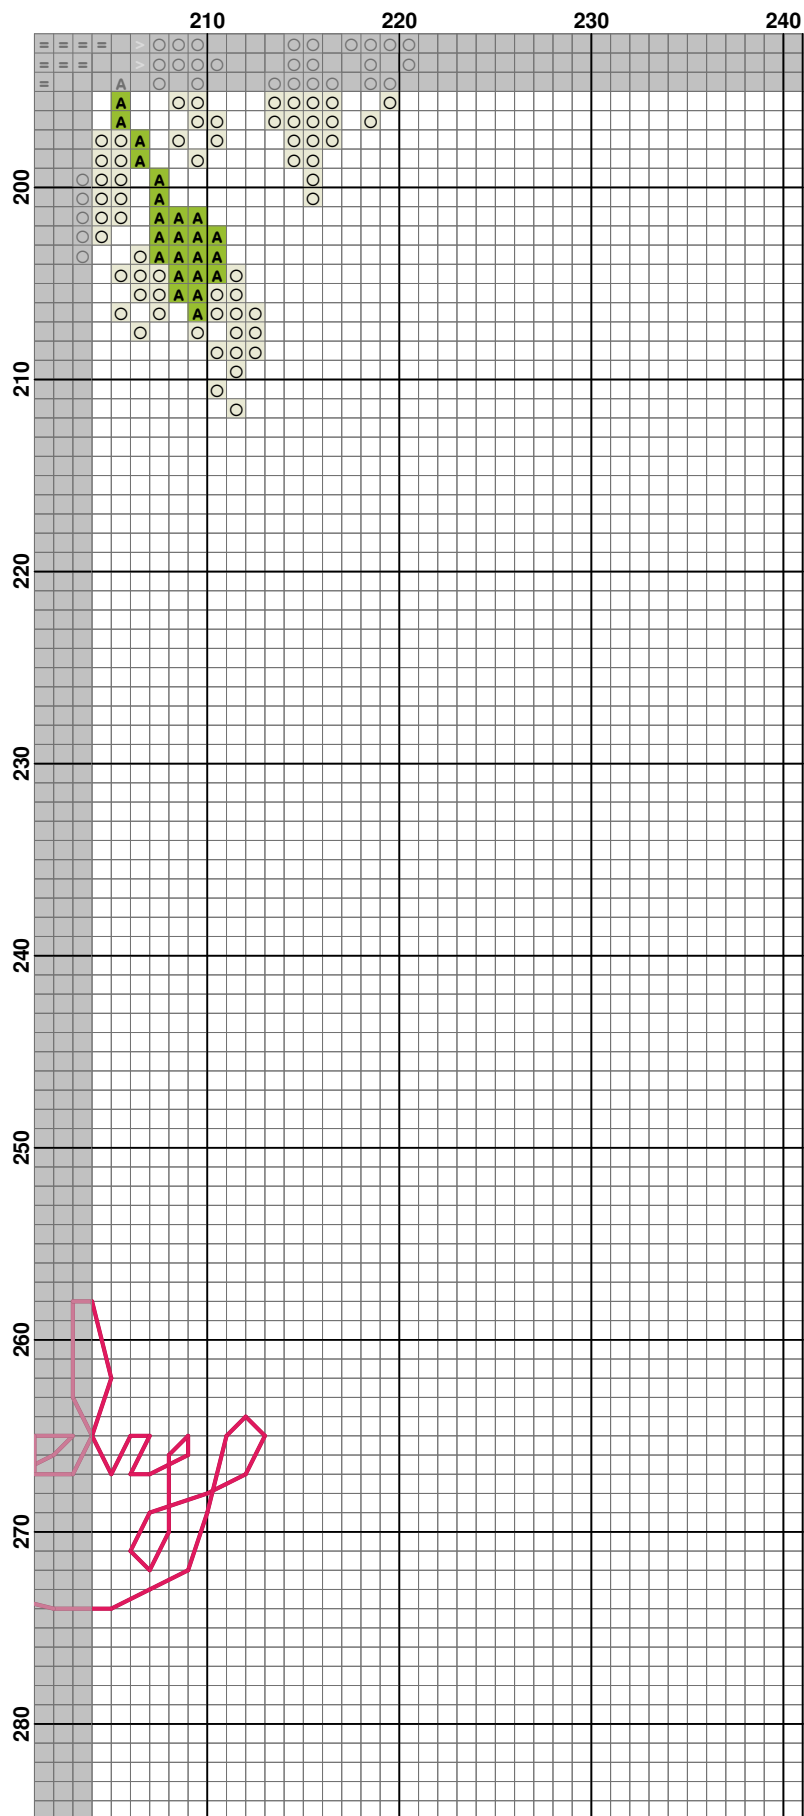 210 220 230 240
= = = = > O O O O O O O O O
= = = > O O O O O O O O
= A O O O O O O O O
A O O O O O O O
A O O O O O O O
O O A O O O O O
O O A O O O
200
O O O A O
O O O A O
O O O A A A
O O A A A A
O O A A A A
O O O A A A O
O O A A O O
O O A O O O
O O O O
O O O
O
210
O
O
220
230
240
250
260
270
280